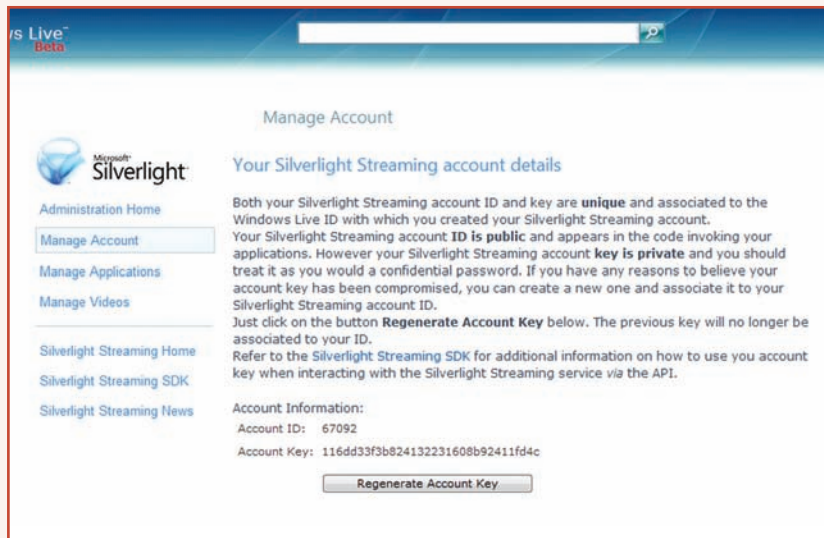 vs Live™
Beta
Manage Account
Microsoft®
Silverlight™
Administration Home
Manage Account
Manage Applications
Manage Videos
Silverlight Streaming Home
Silverlight Streaming SDK
Silverlight Streaming News
Your Silverlight Streaming account details
Both your Silverlight Streaming account ID and key are unique and associated to the
Windows Live ID with which you created your Silverlight Streaming account.
Your Silverlight Streaming account ID is public and appears in the code invoking your
applications. However your Silverlight Streaming account key is private and you should
treat it as you would a confidential password. If you have any reasons to believe your
account key has been compromised, you can create a new one and associate it to your
Silverlight Streaming account ID.
Just click on the button Regenerate Account Key below. The previous key will no longer be
associated to your ID.
Refer to the Silverlight Streaming SDK for additional information on how to use you account
key when interacting with the Silverlight Streaming service via the API.
Account Information:
Account ID: 67092
Account Key: 116dd33f3b824132231608b92411fd4c
Regenerate Account Key